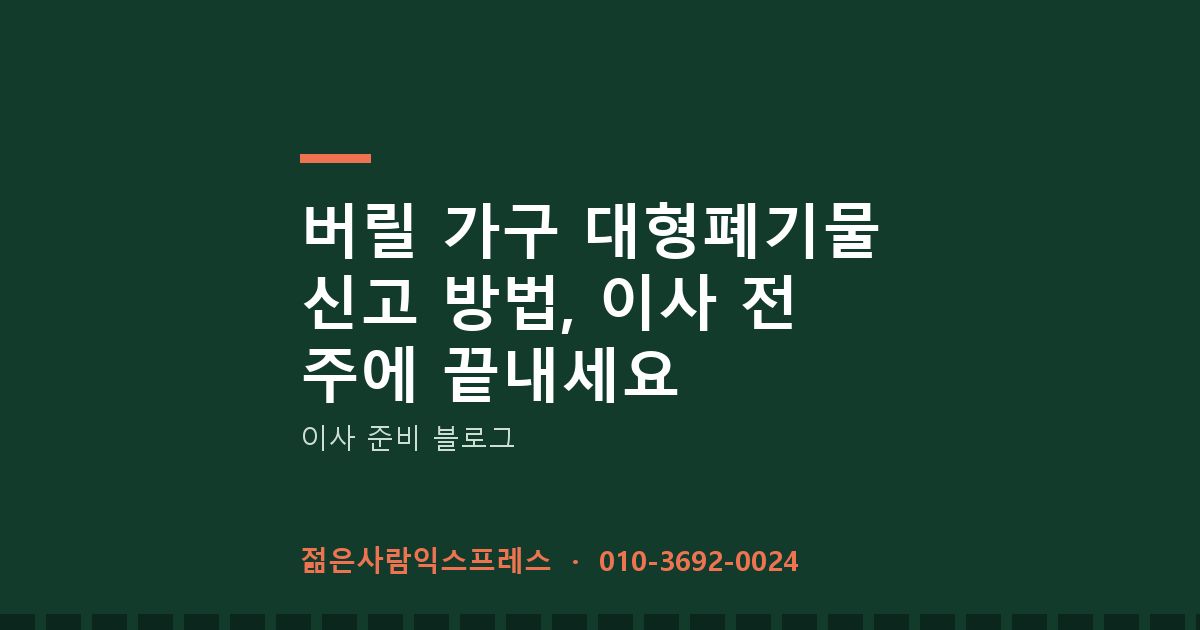 버릴 가구 대형폐기물
신고 방법, 이사 전
주에 끝내세요
이사 준비 블로그
젊은사람익스프레스 · 010-3692-0024